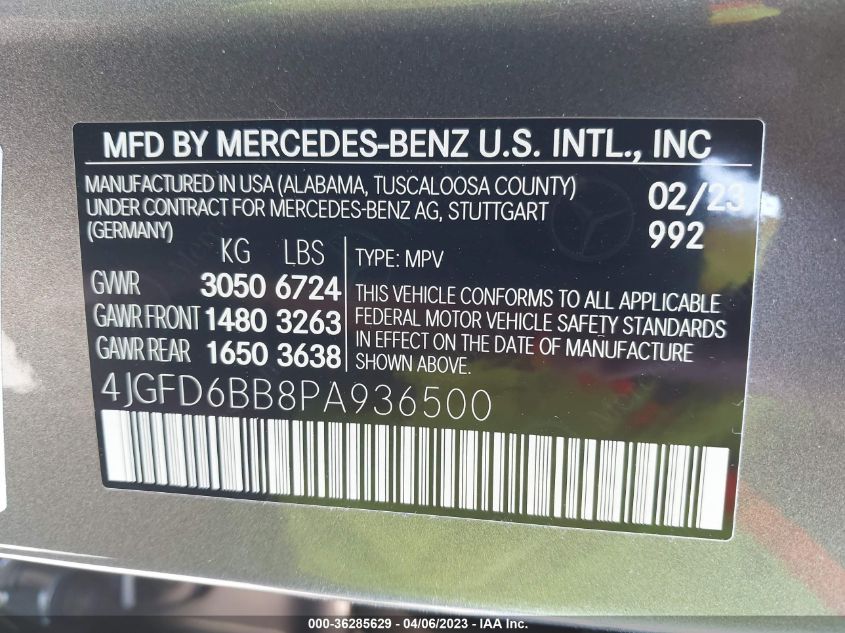 MFD BY MERCEDES-BENZ U.S. INTL., INC
MANUFACTURED IN USA (ALABAMA, TUSCALOOSA COUNTY)
UNDER CONTRACT FOR MERCEDES-BENZ AG, STUTTGART
(GERMANY)
02/23
992
KG LBS
GVWR 3050 6724
GAWR FRONT 1480 3263
GAWR REAR 1650 3638
TYPE: MPV
THIS VEHICLE CONFORMS TO ALL APPLICABLE
FEDERAL MOTOR VEHICLE SAFETY STANDARDS
IN EFFECT ON THE DATE OF MANUFACTURE
SHOWN ABOVE.
4JGFD6BB8PA936500
000-36285629 - 04/06/2023 - IAA Inc.